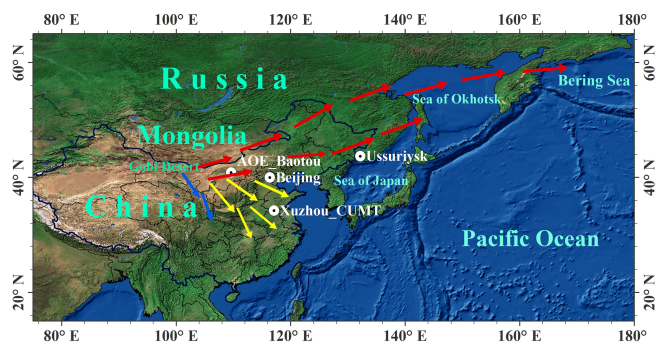 80° E 100° E 120° E 140° E 160° E 180°
60° N
60° N
Russia
Bering Sea
Sea of Okhotsk
Mongolia
Gobi Desert
AOE_Baotou
Ussuriysk
40° N
Beijing
Sea of Japan
40° N
China
Xuzhou_CUMT
Pacific Ocean
20° N
20° N
80° E 100° E 120° E 140° E 160° E 180°